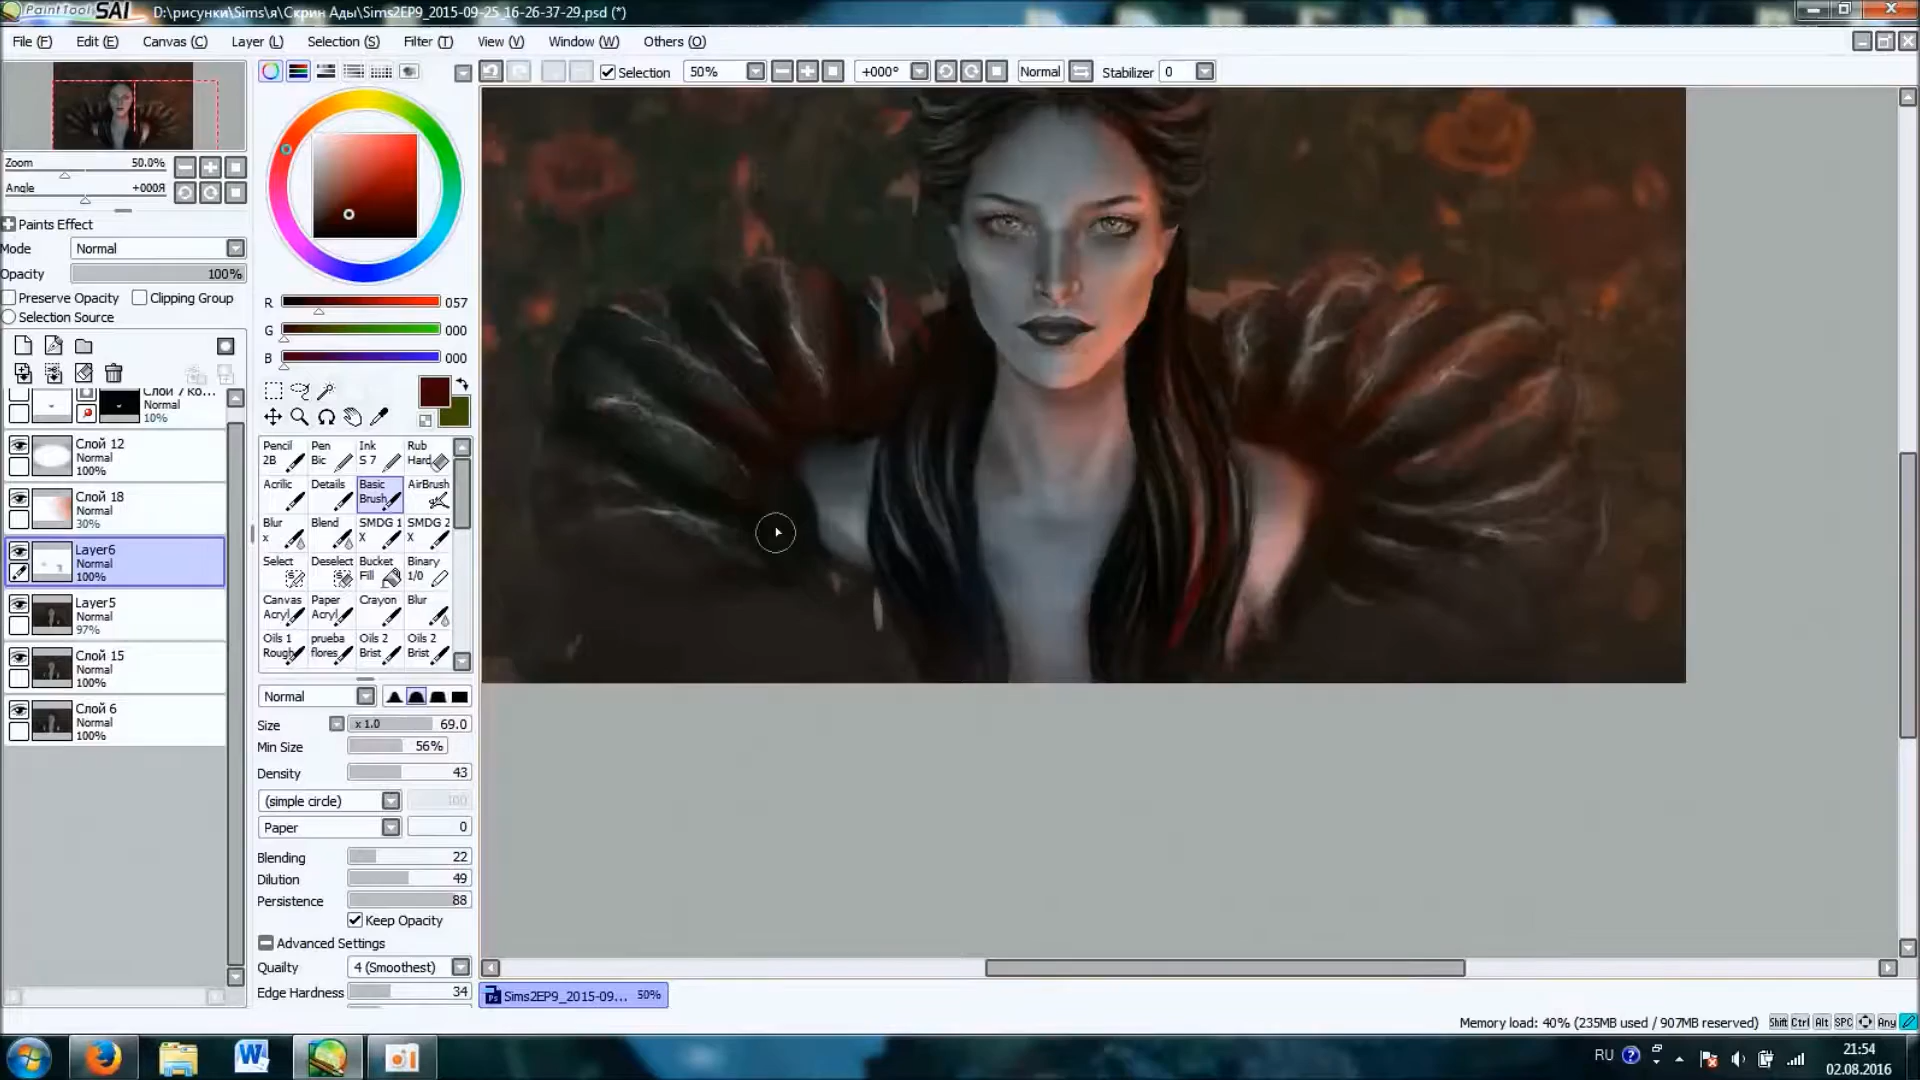 PaintTool SAI D:\рисунки\Sims\я\Скрин Ады\Sims2EP9_2015-09-25_16-26-37-29.psd (*)
File (F) Edit (E) Canvas (C) Layer (L) Selection (S) Filter (T) View (V) Window (W) Others (O)
Selection 50% +000° Normal Stabilizer 0
Zoom 50.0%
Angle +000Я
Paints Effect
Mode Normal
Opacity 100%
Preserve Opacity Clipping Group
Selection Source
Слой 7 ко...
Normal
10%
Слой 12
Normal
100%
Слой 18
Normal
30%
Layer6
Normal
100%
Layer5
Normal
97%
Слой 15
Normal
100%
Слой 6
Normal
100%
R 057
G 000
B 000
Pencil 2B
Pen Bic
Ink S 7
Rub Hard
Acrilic
Details
Basic Brush
AirBrush
Blur x
Blend
SMDG 1 X
SMDG 2 X
Select
Deselect
Bucket Fill
Binary 1/0
Canvas Acryl
Paper Acryl
Crayon
Blur
Oils 1 Rough
prueba flores
Oils 2 Brist
Oils 2 Brist
Normal
Size x 1.0 69.0
Min Size 56%
Density 43
(simple circle) 100
Paper 0
Blending 22
Dilution 49
Persistence 88
Keep Opacity
Advanced Settings
Quailty 4 (Smoothest)
Edge Hardness 34
Sims2EP9_2015-09... 50%
Memory load: 40% (235MB used / 907MB reserved) Shift Ctrl Alt SPC Any
RU 21:54
02.08.2016